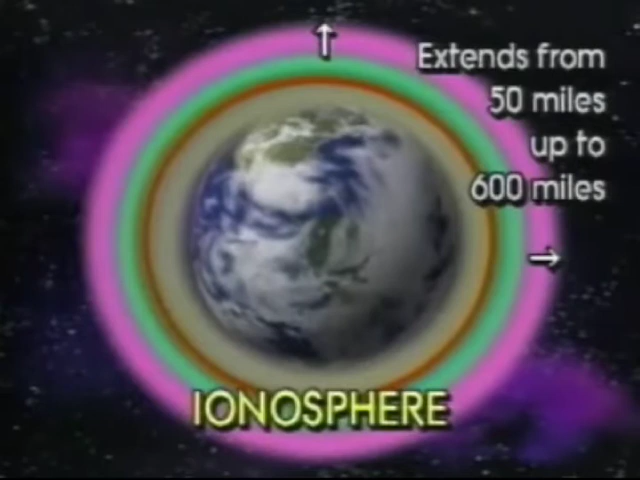 Extends from
50 miles
up to
600 miles
IONOSPHERE